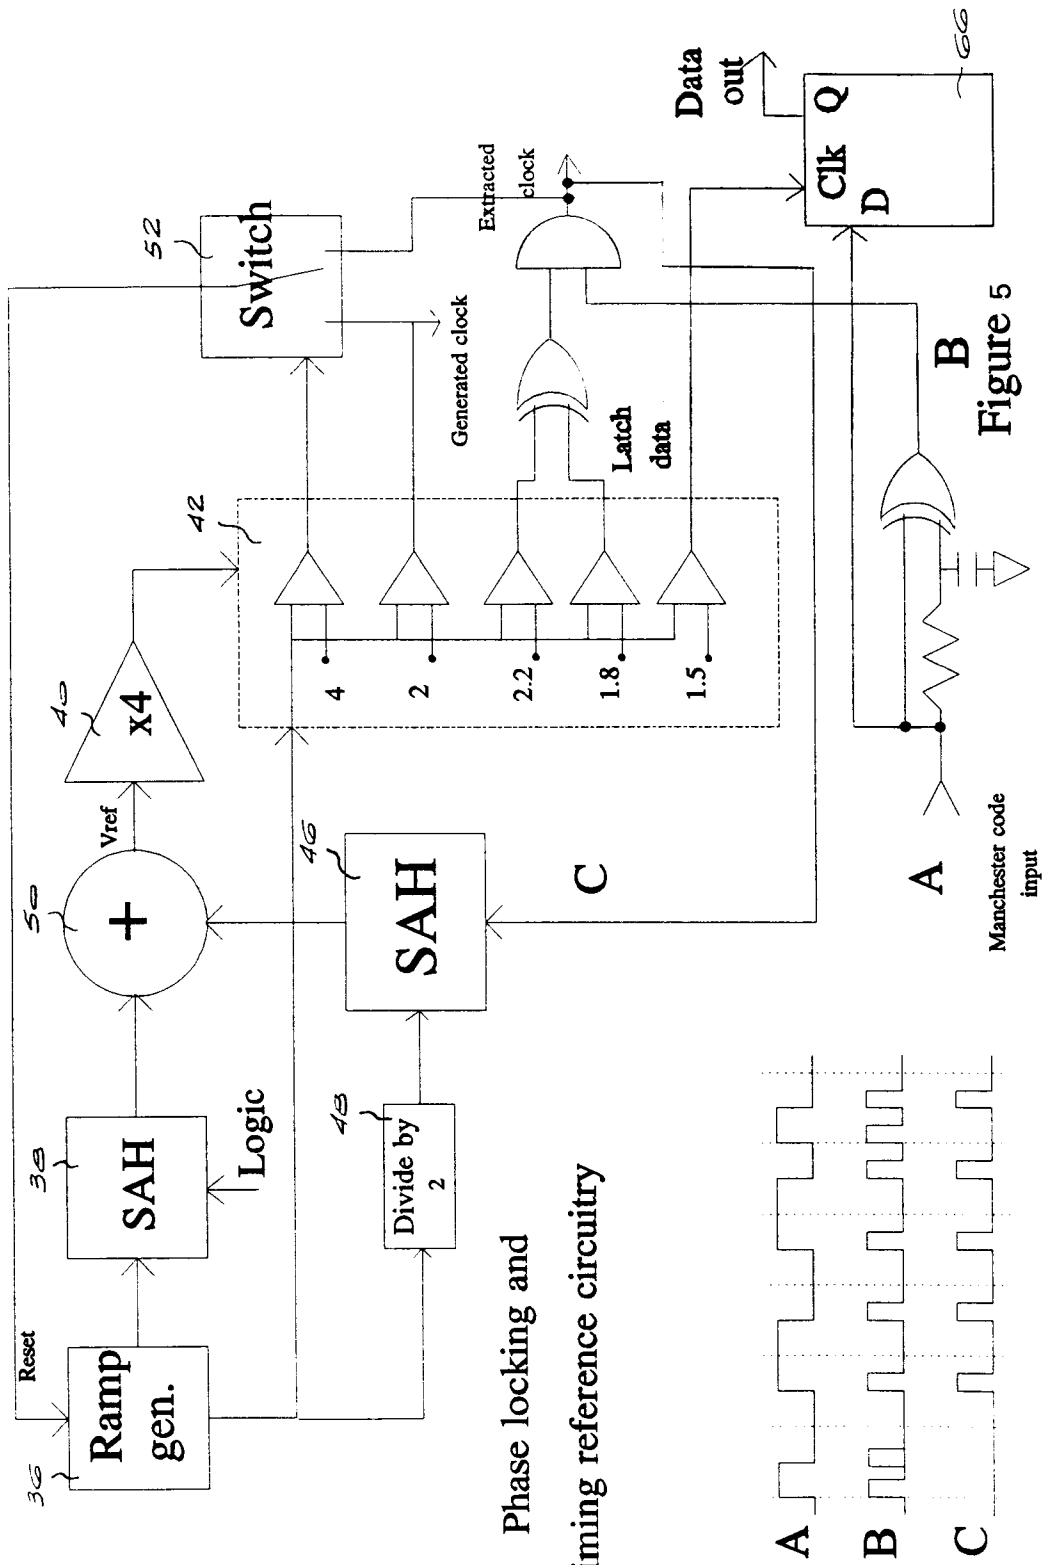 Reset
Ramp
gen.
36
SAH
38
Logic
+
50
Vref
x4
40
42
Switch
52
Divide by
2
48
SAH
46
4
2
2.2
1.8
1.5
Generated clock
Extracted
clock
Latch
data
Data
out
Clk
Q
D
66
C
A
Manchester code
input
B
Figure 5
Phase locking and
iming reference circuitry
A
B
C